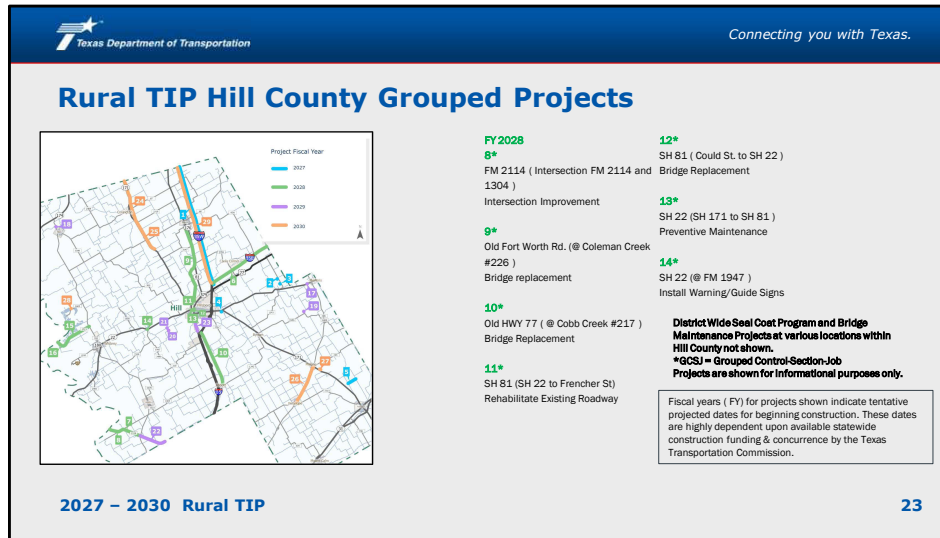 Texas Department of Transportation
Connecting you with Texas.
Rural TIP Hill County Grouped Projects
Project Fiscal Year
2027
2028
2029
2030
Hill
FY 2028
8*
FM 2114 ( Intersection FM 2114 and
1304 )
Intersection Improvement
9*
Old Fort Worth Rd. (@ Coleman Creek
#226 )
Bridge replacement
10*
Old HWY 77 ( @ Cobb Creek #217 )
Bridge Replacement
11*
SH 81 (SH 22 to Frencher St)
Rehabilitate Existing Roadway
12*
SH 81 ( Could St. to SH 22 )
Bridge Replacement
13*
SH 22 (SH 171 to SH 81 )
Preventive Maintenance
14*
SH 22 (@ FM 1947 )
Install Warning/Guide Signs
District Wide Seal Coat Program and Bridge
Maintenance Projects at various locations within
Hill County not shown.
*GCSJ = Grouped Control-Section-Job
Projects are shown for informational purposes only.
Fiscal years ( FY) for projects shown indicate tentative
projected dates for beginning construction. These dates
are highly dependent upon available statewide
construction funding & concurrence by the Texas
Transportation Commission.
2027 – 2030 Rural TIP
23